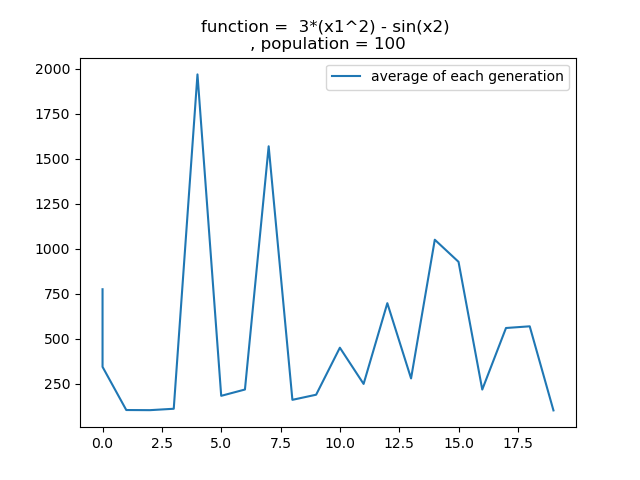 function =  3*(x1^2) - sin(x2)
, population = 100
average of each generation
2000
1750
1500
1250
1000
750
500
250
0.0 2.5 5.0 7.5 10.0 12.5 15.0 17.5